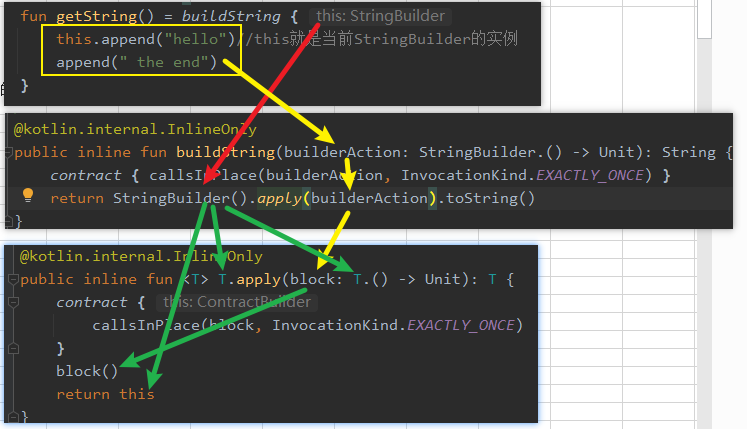 fun getString() = buildString { this: StringBuilder
this.append("hello")//this就是当前StringBuilder的实例
append(" the end")
}
@kotlin.internal.InlineOnly
public inline fun buildString(builderAction: StringBuilder.() -> Unit): String {
contract { callsInPlace(builderAction, InvocationKind.EXACTLY_ONCE) }
return StringBuilder().apply(builderAction).toString()
}
@kotlin.internal.InlineOnly
public inline fun <T> T.apply(block: T.() -> Unit): T {
contract { this: ContractBuilder
callsInPlace(block, InvocationKind.EXACTLY_ONCE)
}
block()
return this
}